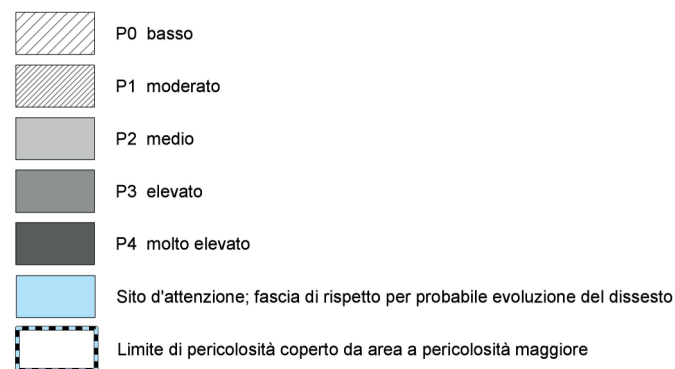 P0 basso
P1 moderato
P2 medio
P3 elevato
P4 molto elevato
Sito d'attenzione; fascia di rispetto per probabile evoluzione del dissesto
Limite di pericolosità coperto da area a pericolosità maggiore